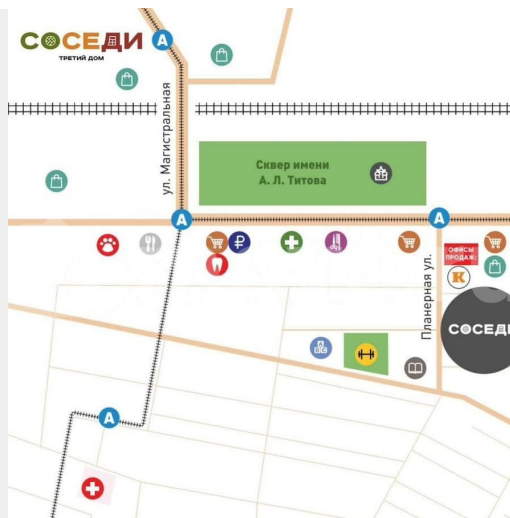 СОСЕДИ
ТРЕТИЙ ДОМ
А
ул. Магистральная
Сквер имени
А. Л. Титова
А
А
₽
ОФИСЫ
ПРОДАЖ
К
Планерная ул.
СОСЕДИ
А